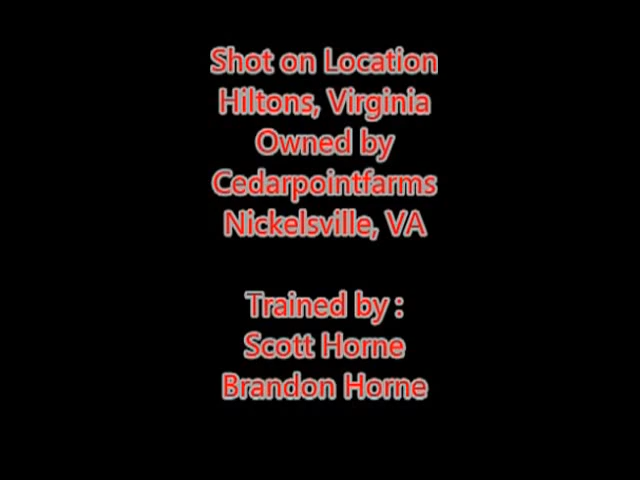 Shot on Location
Hiltons, Virginia
Owned by
Cedarpointfarms
Nickelsville, VA
Trained by :
Scott Horne
Brandon Horne